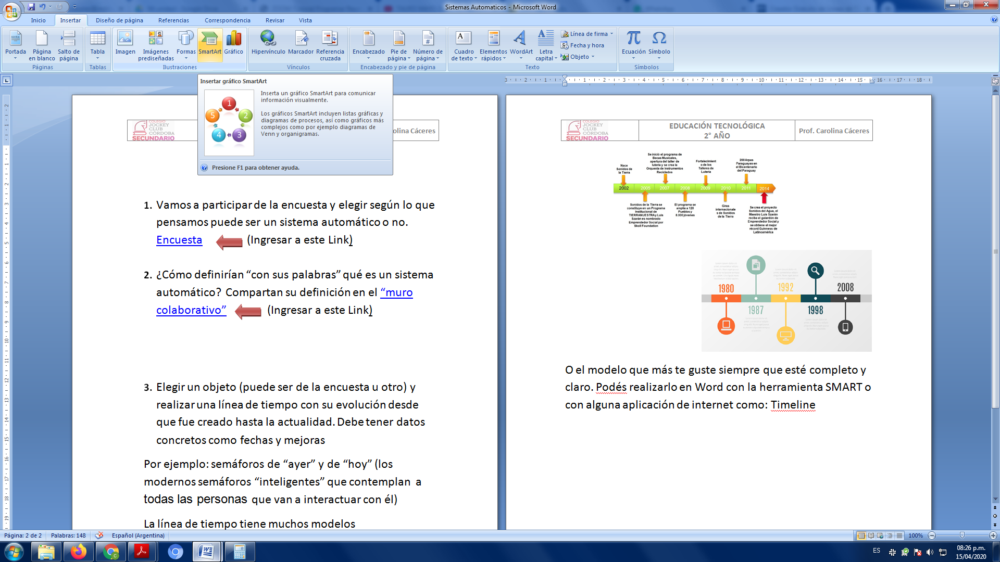 Sistemas Automaticos - Microsoft Word
Inicio Insertar Diseño de página Referencias Correspondencia Revisar Vista
Portada
Página en blanco
Salto de página
Páginas
Tabla
Tablas
Imagen
Imágenes prediseñadas
Formas
SmartArt
Gráfico
Ilustraciones
Hipervínculo
Marcador
Referencia cruzada
Vínculos
Encabezado
Pie de página
Número de página
Encabezado y pie de página
Cuadro de texto
Elementos rápidos
WordArt
Letra capital
Línea de firma
Fecha y hora
Objeto
Texto
Ecuación
Símbolo
Símbolos
Insertar gráfico SmartArt
Inserta un gráfico SmartArt para comunicar
información visualmente.
Los gráficos SmartArt incluyen listas gráficas y
diagramas de procesos, así como gráficos más
complejos como por ejemplo diagramas de
Venn y organigramas.
1
2
3
4
5
Presione F1 para obtener ayuda.
COLEGIO
JOCKEY
CLUB
CÓRDOBA
SECUNDARIO
olina Cáceres
1. Vamos a participar de la encuesta y elegir según lo que
pensamos puede ser un sistema automático o no.
Encuesta (Ingresar a este Link)
2. ¿Cómo definirían “con sus palabras” qué es un sistema
automático? Compartan su definición en el “muro
colaborativo” (Ingresar a este Link)
3. Elegir un objeto (puede ser de la encuesta u otro) y
realizar una línea de tiempo con su evolución desde
que fue creado hasta la actualidad. Debe tener datos
concretos como fechas y mejoras
Por ejemplo: semáforos de “ayer” y de “hoy” (los
modernos semáforos “inteligentes” que contemplan a
todas las personas que van a interactuar con él)
La línea de tiempo tiene muchos modelos
COLEGIO
JOCKEY
CLUB
CÓRDOBA
SECUNDARIO
EDUCACIÓN TECNOLÓGICA
2° AÑO
Prof. Carolina Cáceres
Nace
Sonidos de
la Tierra
Se inició el programa de
Becas Musicales,
apertura del taller de
luteria y se crea la
Orquesta de Instrumentos
Reciclados
Fortalecimient
o de los
Talleres de
Luteria
200 Arpas
Paraguayas en
el Bicentenario
del Paraguay
2002 2005 2007 2008 2009 2010 2011 2014
Sonidos de la Tierra se
constituye en un Programa
Institucional de
TIERRANUESTRA y Luis
Szarán es nombrado
Emprendedor Social por
Skoll Foundation
El programa se
amplia a 120
Pueblos y
8.000 jóvenes
Giras
internacionale
s de Sonidos
de la Tierra
Se crea el proyecto
Sonidos del Agua, el
Maestro Luis Szarán
recibe el galardón de
Emprendedor Social y
se obtiene el mejor
récord Guinness de
Latinoamérica
1980 1992 2008
1987 1998
O el modelo que más te guste siempre que esté completo y
claro. Podés realizarlo en Word con la herramienta SMART o
con alguna aplicación de internet como: Timeline
Página: 2 de 2 Palabras: 148 Español (Argentina) 100%
ES
08:26 p.m.
15/04/2020